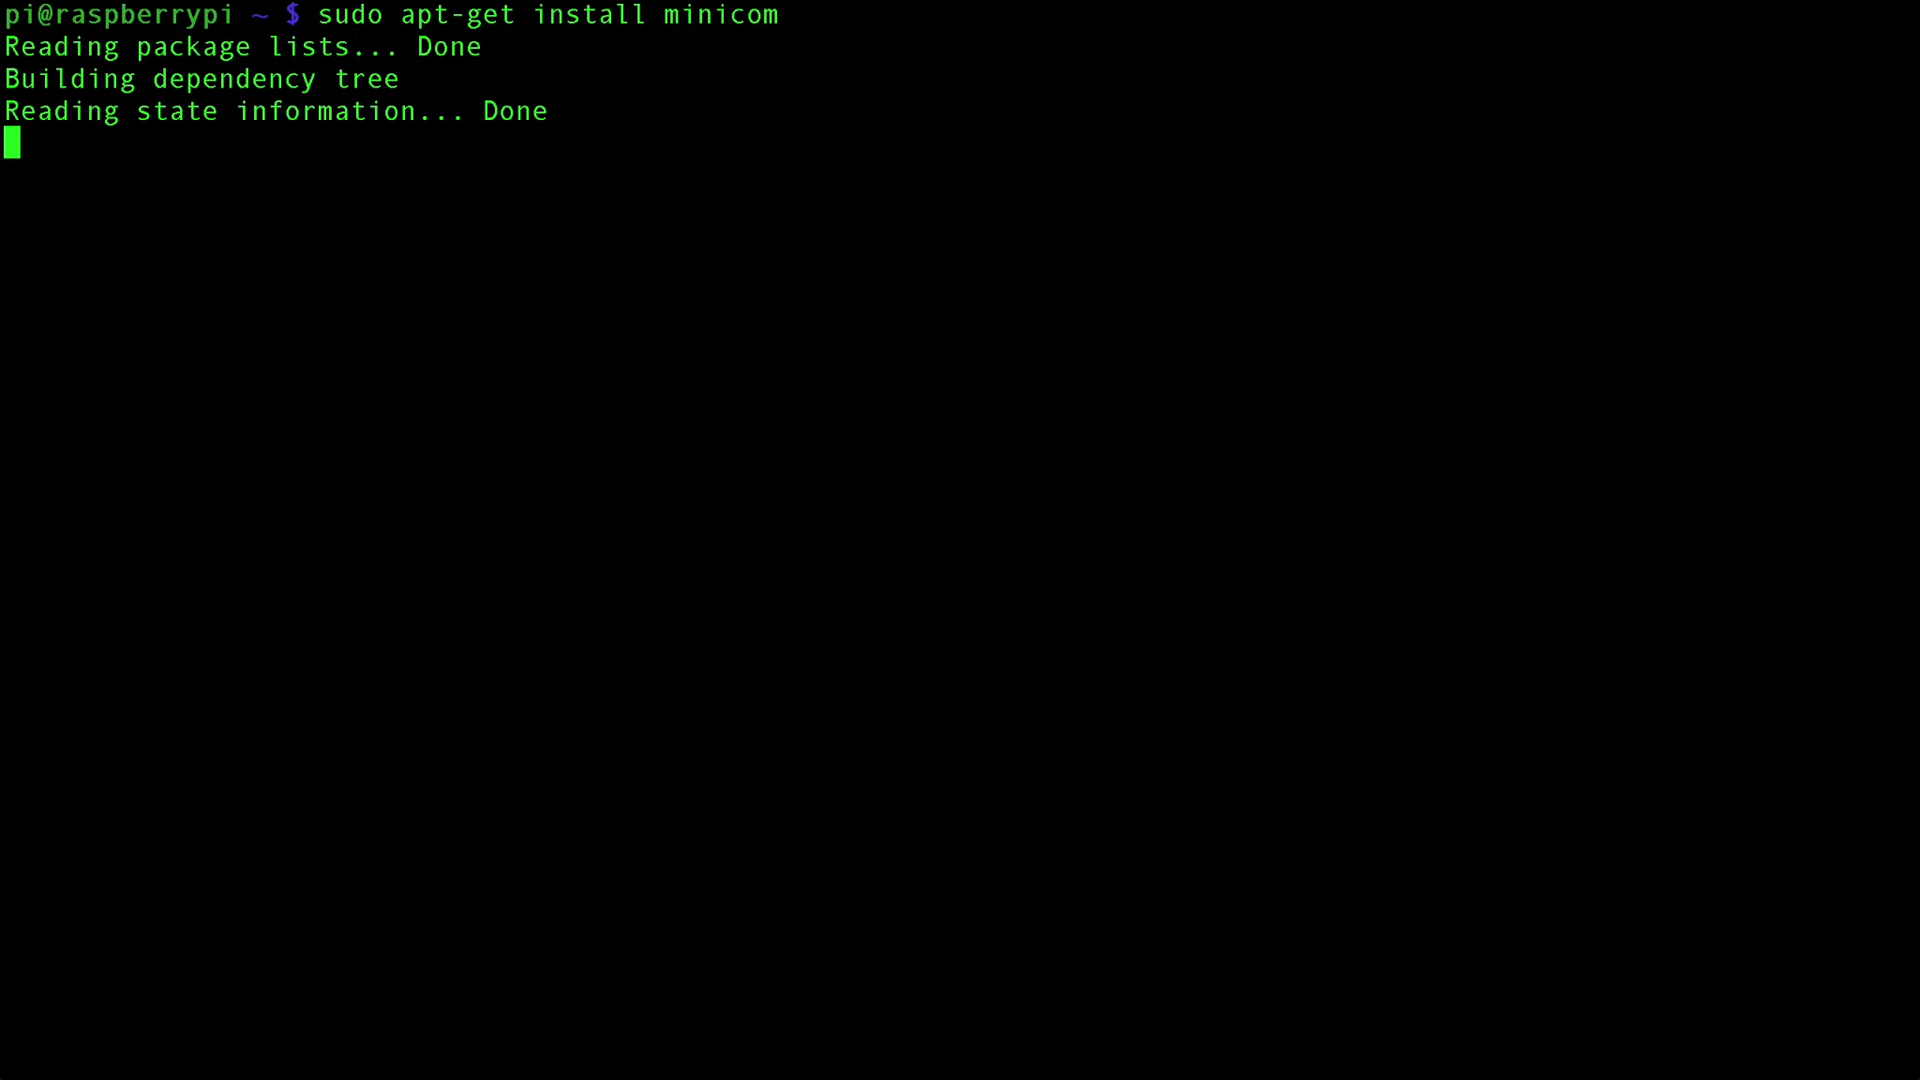 pi@raspberrypi ~ $ sudo apt-get install minicom
Reading package lists... Done
Building dependency tree
Reading state information... Done